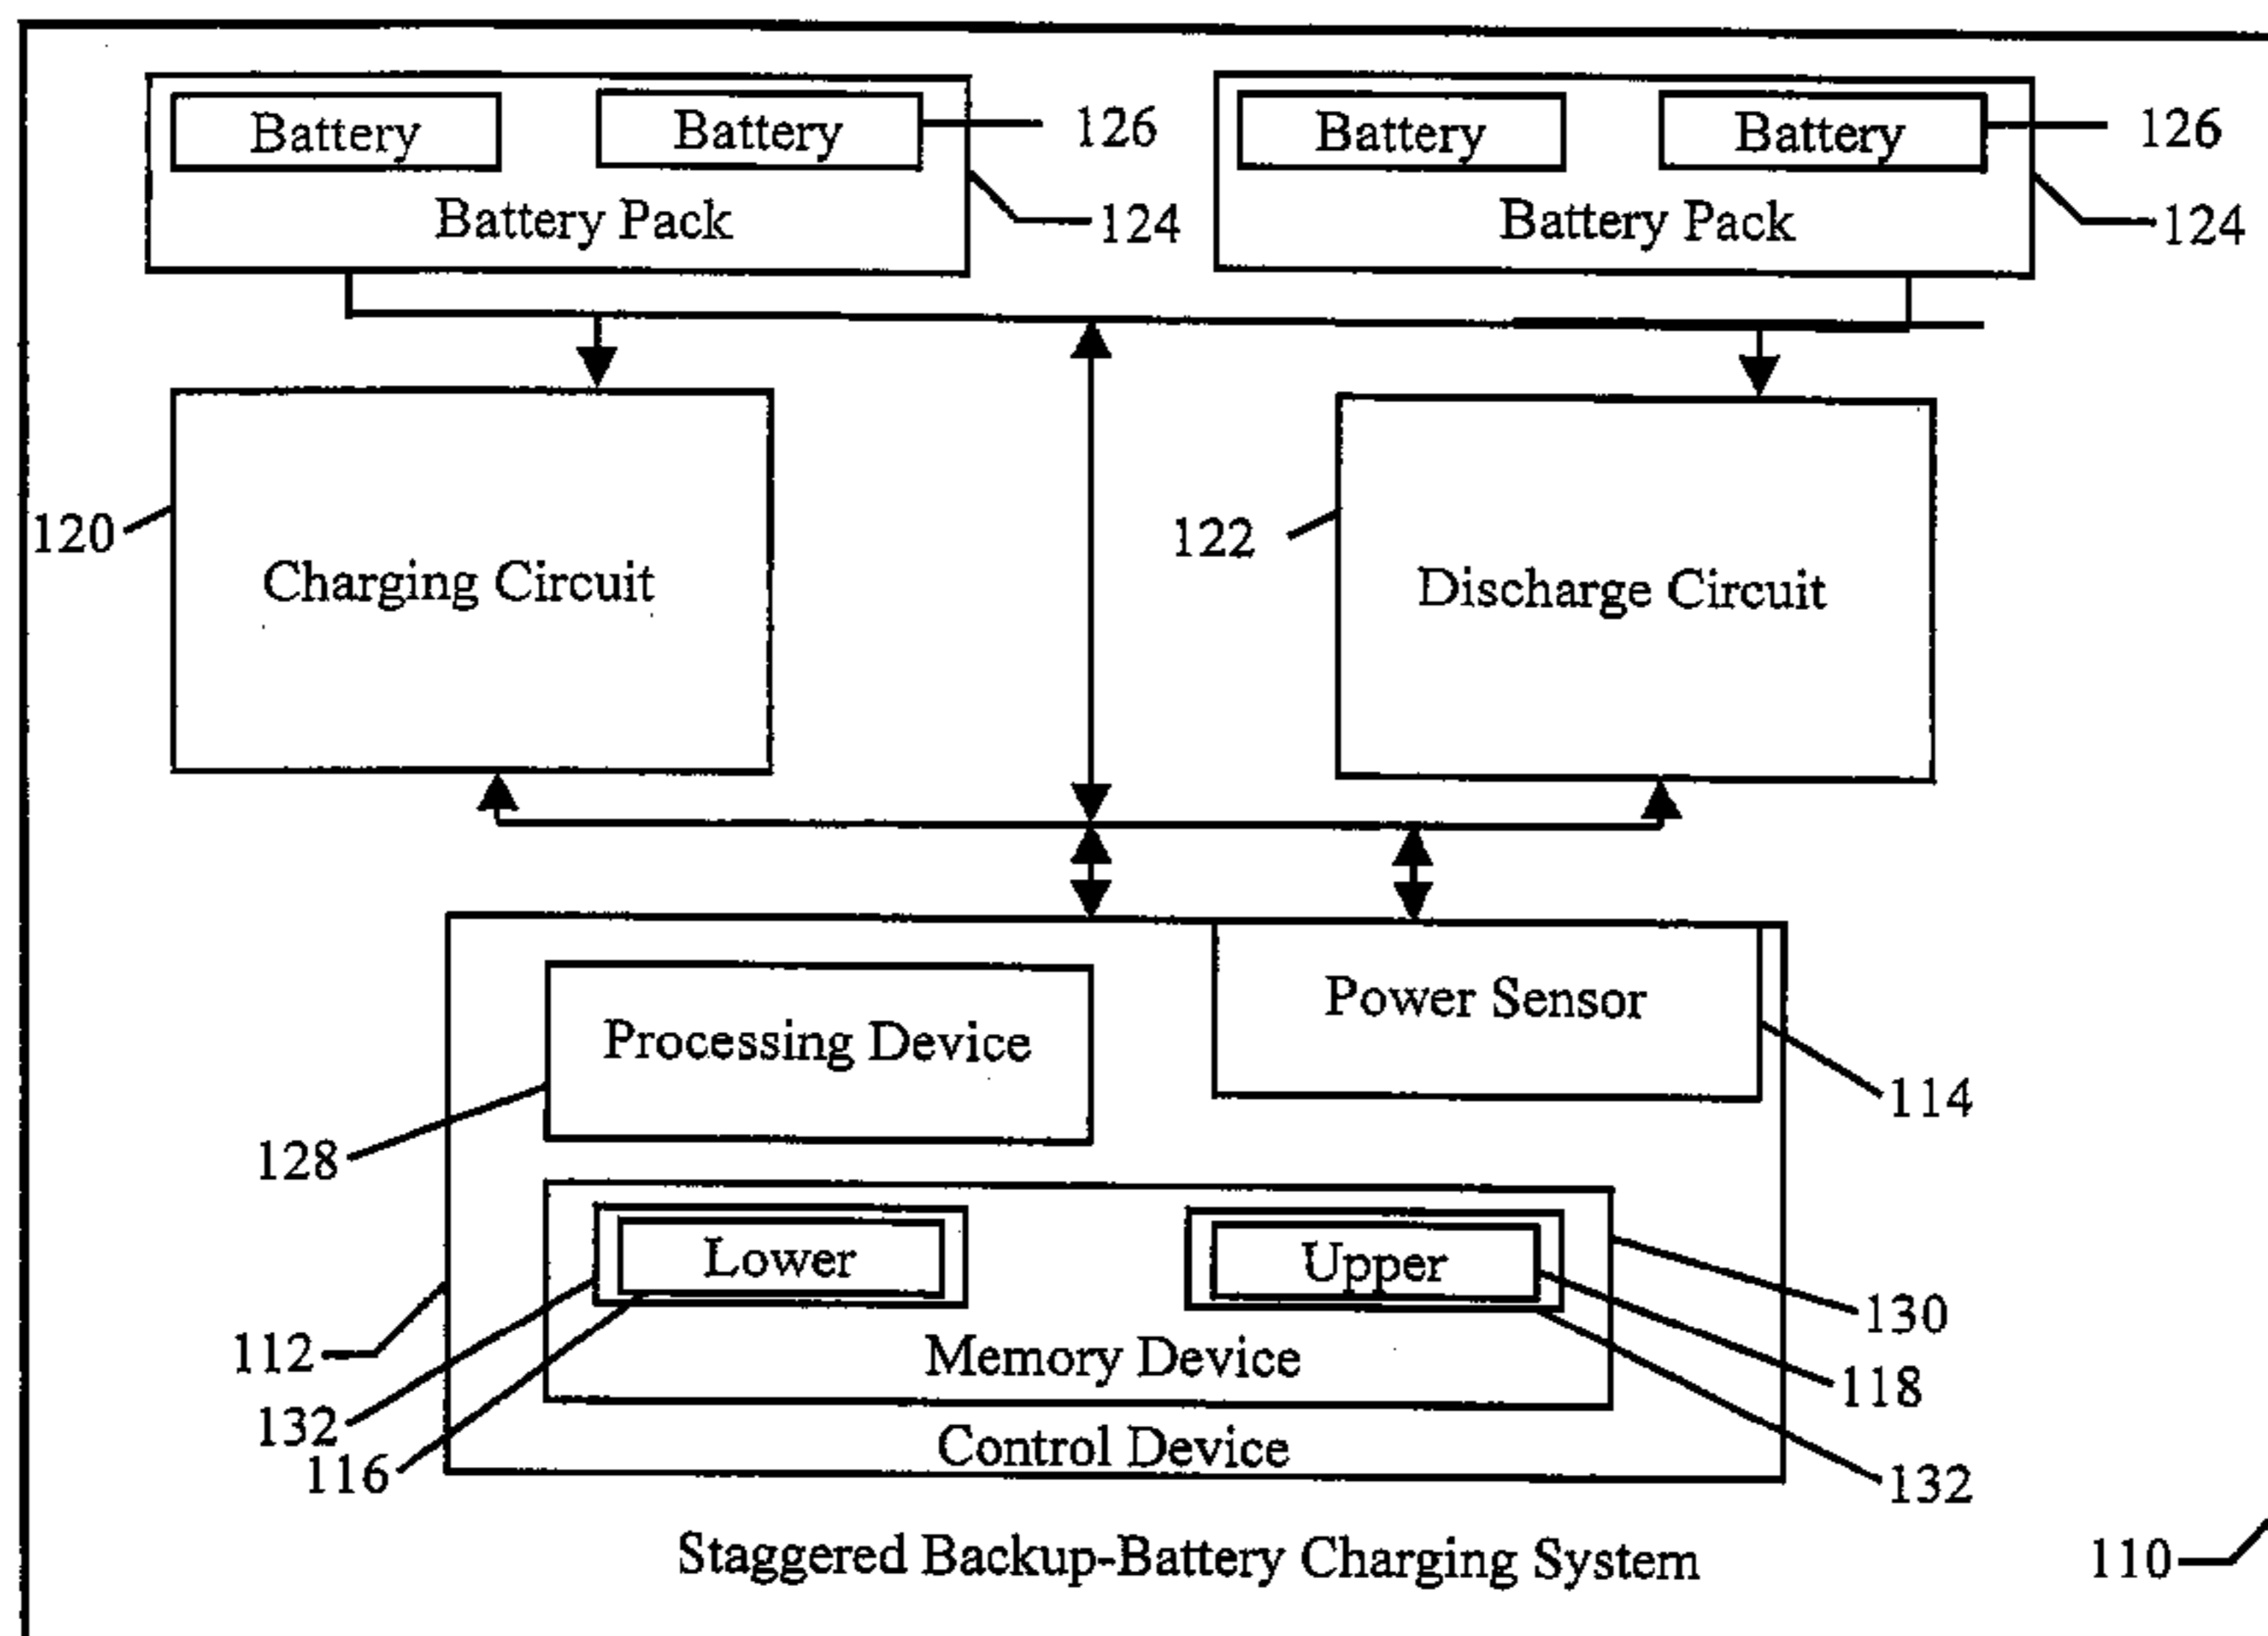 Battery
Battery
126
Battery
Battery
126
Battery Pack
124
Battery Pack
124
120
Charging Circuit
122
Discharge Circuit
Processing Device
Power Sensor
114
128
Lower
Upper
130
112
Memory Device
118
132
Control Device
116
132
Staggered Backup-Battery Charging System
110